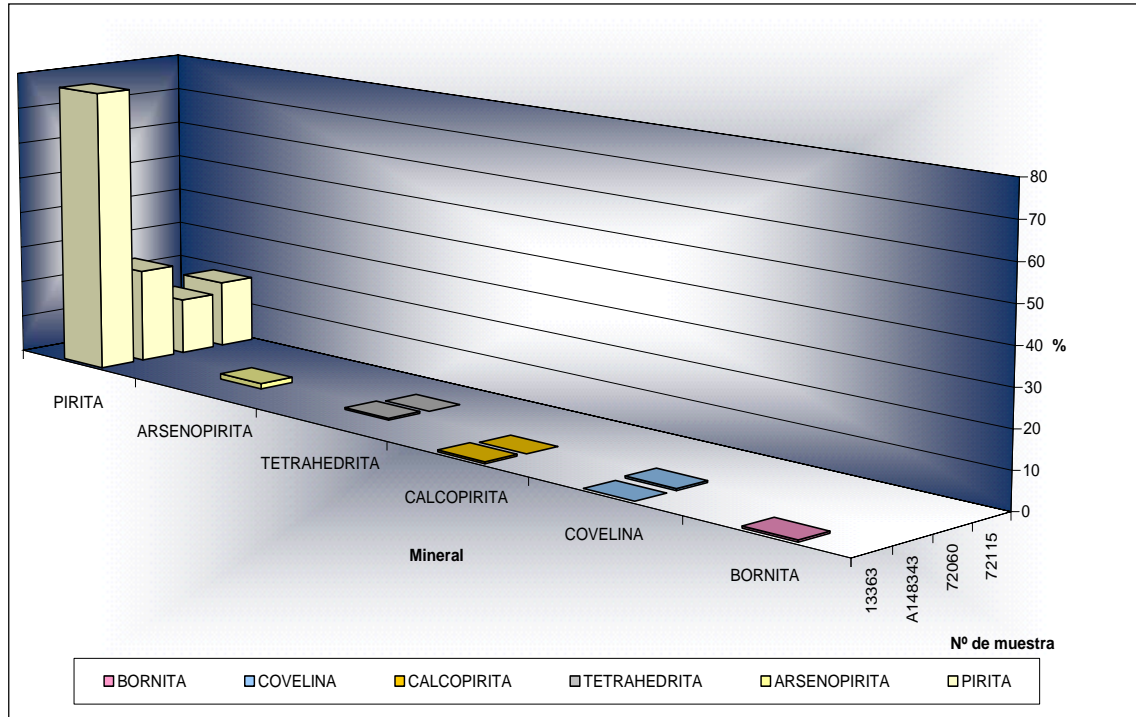 80
70
60
50
40
30
20
10
0
%
PIRITA
ARSENOPIRITA
TETRAHEDRITA
CALCOPIRITA
COVELINA
BORNITA
Mineral
13363
A148343
72060
72115
Nº de muestra
BORNITA COVELINA CALCOPIRITA TETRAHEDRITA ARSENOPIRITA PIRITA